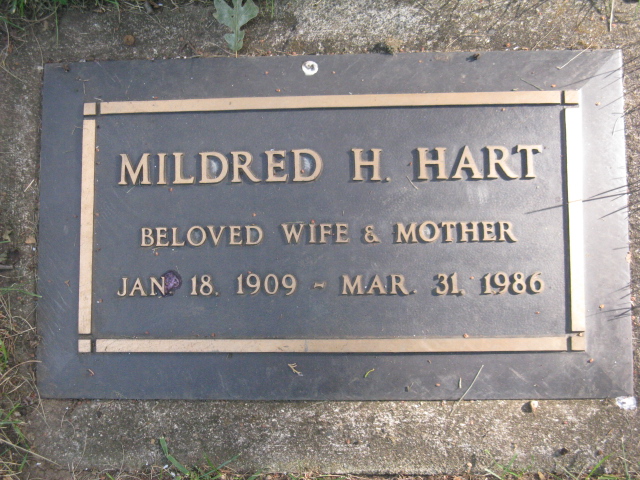 MILDRED H. HART
BELOVED WIFE & MOTHER
JAN 18. 1909 - MAR. 31. 1986